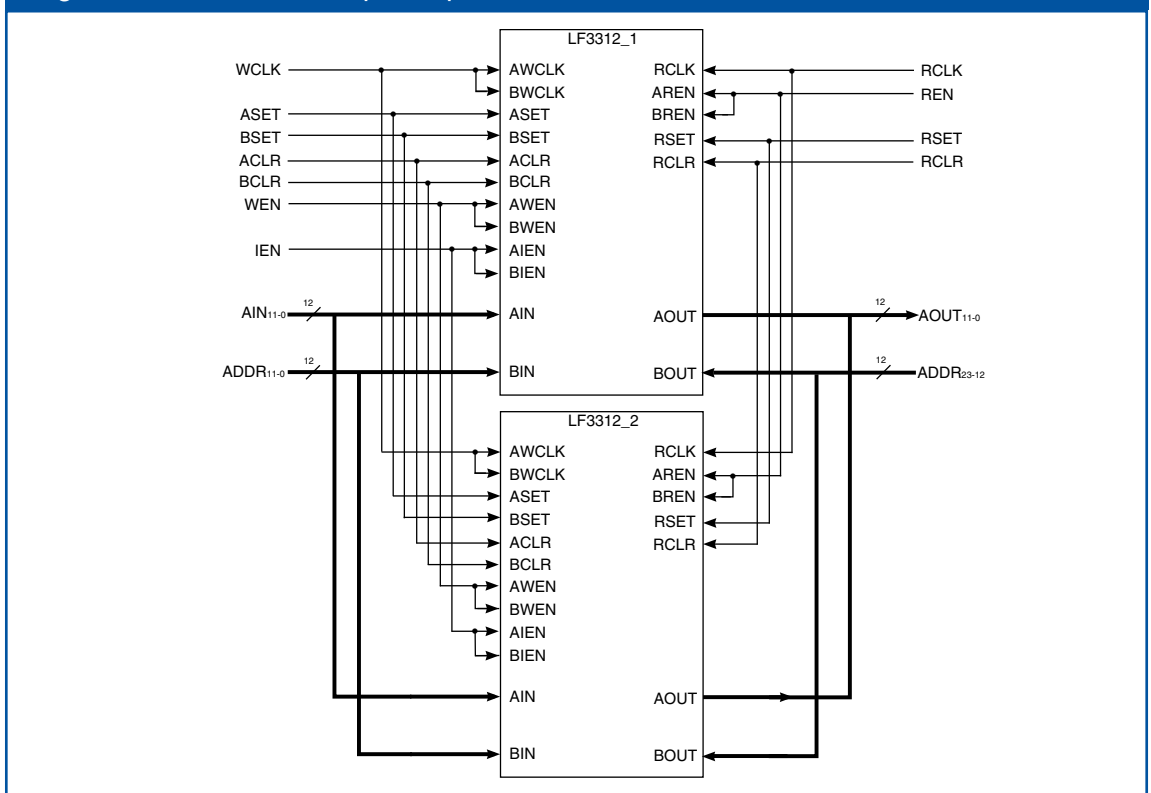 LF3312_1
WCLK AWCLK RCLK RCLK
BWCLK AREN REN
ASET ASET BREN
BSET BSET RSET RSET
ACLR ACLR RCLR RCLR
BCLR BCLR
WEN AWEN
BWEN
IEN AIEN
BIEN
12 12
AIN11-0 AIN AOUT AOUT11-0
12 12
ADDR11-0 BIN BOUT ADDR23-12
LF3312_2
AWCLK RCLK
BWCLK AREN
ASET BREN
BSET RSET
ACLR RCLR
BCLR
AWEN
BWEN
AIEN
BIEN
AIN AOUT
BIN BOUT